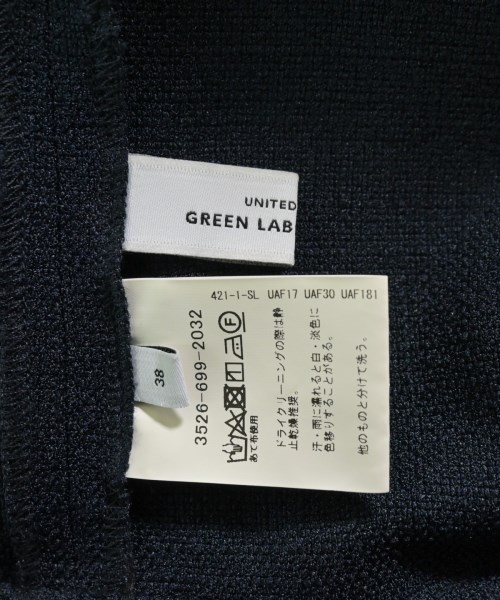 UNITED
GREEN LAB
421-1-SL UAF17 UAF30 UAF181
3526-699-2032
あて布使用
ドライクリーニングの際は静
止乾燥推奨。
汗・雨に濡れると白・淡色に
色移りすることがある。
他のものと分けて洗う。
38